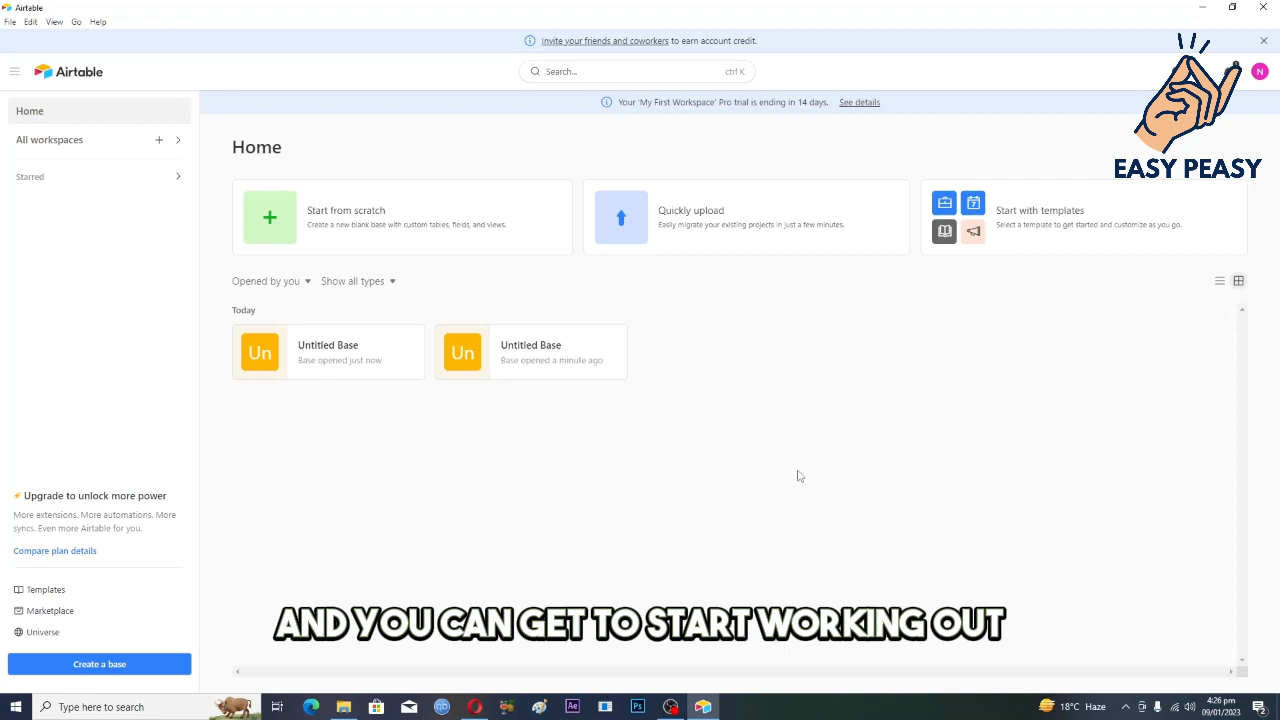 Airtable
File Edit View Go Help
Invite your friends and coworkers to earn account credit.
Airtable
Search...
ctrl K
N
Home
All workspaces
Starred
Your 'My First Workspace' Pro trial is ending in 14 days. See details
EASY PEASY
Home
Start from scratch
Create a new blank base with custom tables, fields, and views.
Quickly upload
Easily migrate your existing projects in just a few minutes.
7
Start with templates
Select a template to get started and customize as you go.
Opened by you Show all types
Today
Un
Untitled Base
Base opened just now
Un
Untitled Base
Base opened a minute ago
Upgrade to unlock more power
More extensions. More automations. More
syncs. Even more Airtable for you.
Compare plan details
Templates
Marketplace
Universe
Create a base
AND YOU CAN GET TO START WORKING OUT
Type here to search
qb
Ae
Ps
18°C Haze
4:26 pm
09/01/2023
2